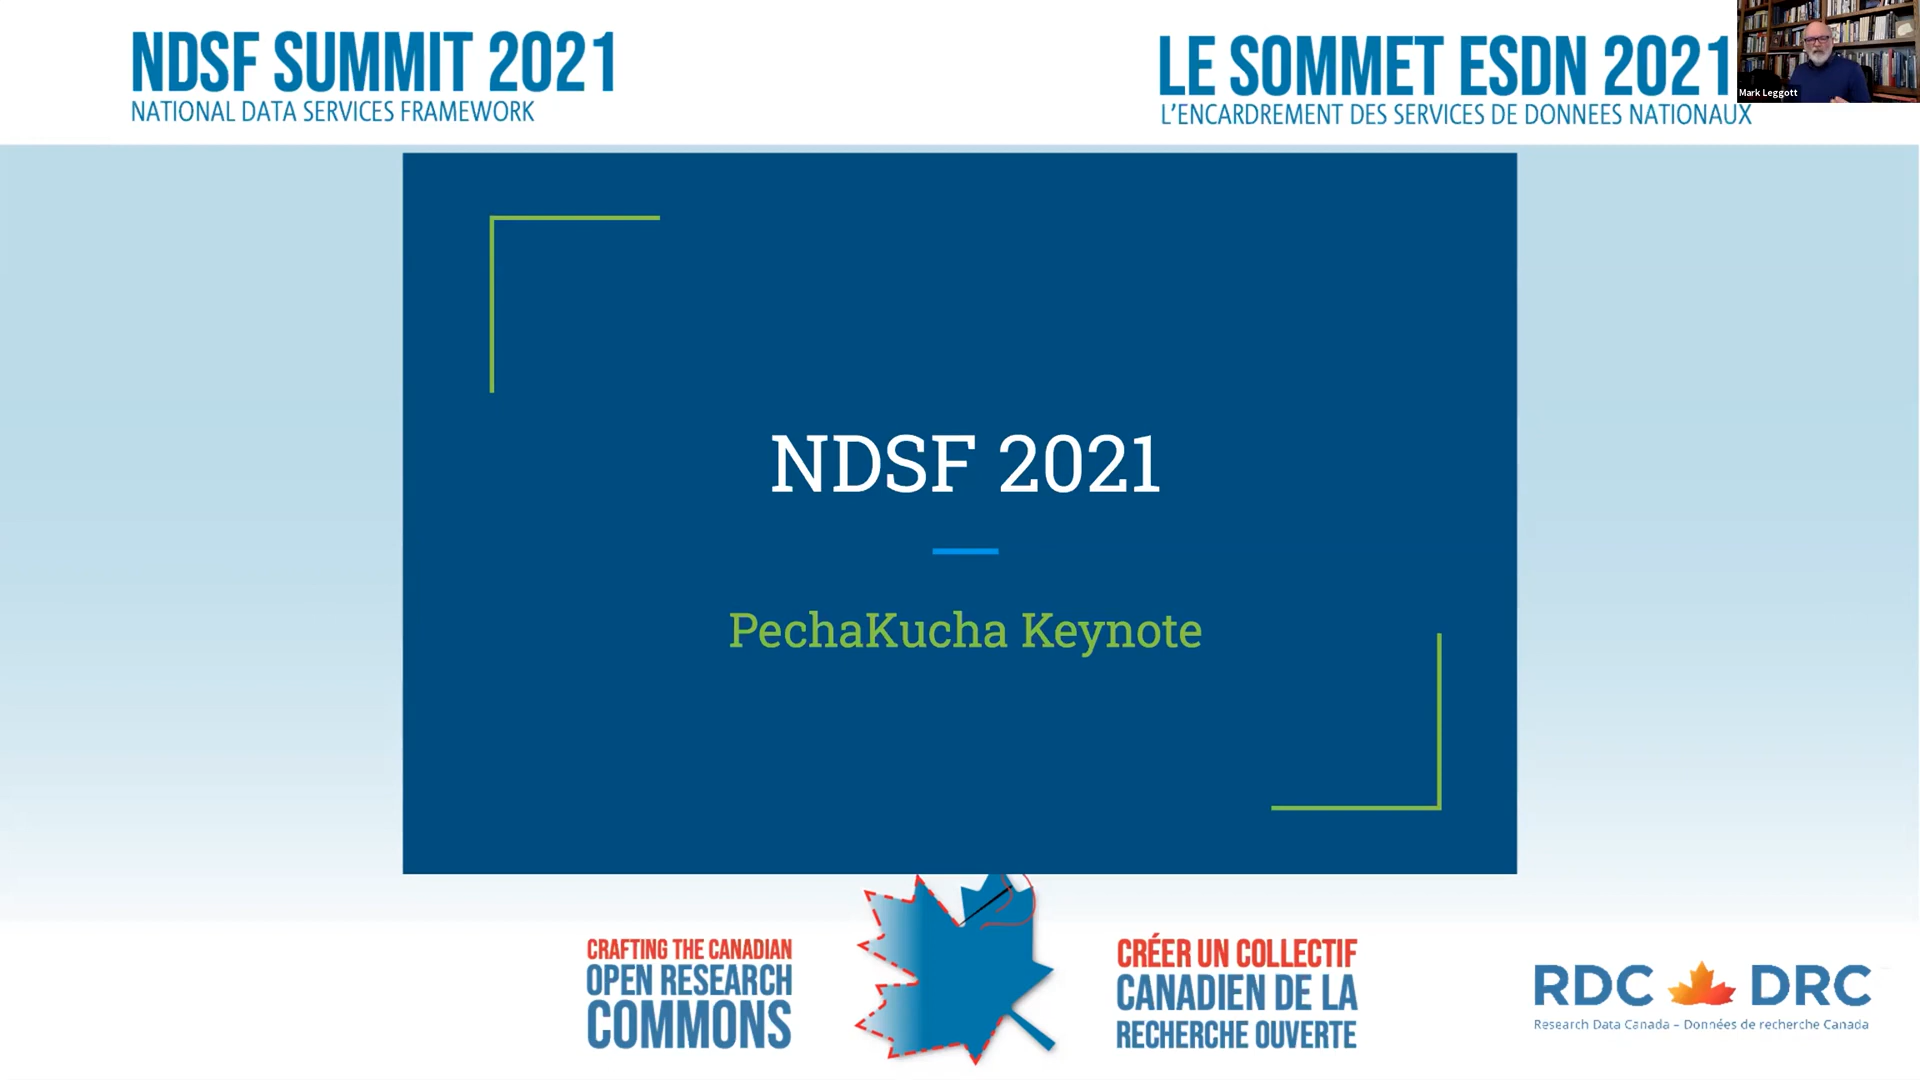 NDSF SUMMIT 2021
NATIONAL DATA SERVICES FRAMEWORK
LE SOMMET ESDN 2021
L'ENCARDREMENT DES SERVICES DE DONNEES NATIONAUX
Mark Leggott
NDSF 2021
PechaKucha Keynote
CRAFTING THE CANADIAN
OPEN RESEARCH
COMMONS
CRÉER UN COLLECTIF
CANADIEN DE LA
RECHERCHE OUVERTE
RDC DRC
Research Data Canada – Données de recherche Canada